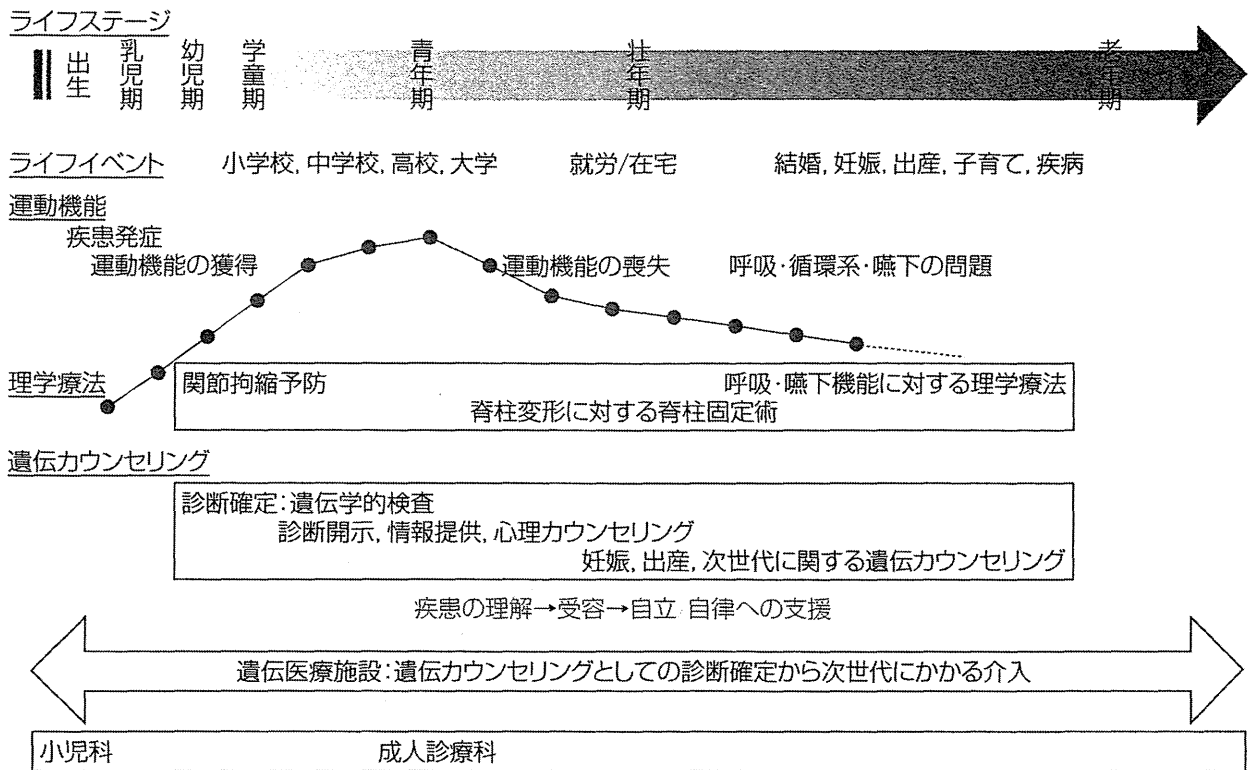 ライフステージ
出生 乳児期 幼児期 学童期 青年期 壮年期 老年期
ライフイベント 小学校, 中学校, 高校, 大学 就労/在宅 結婚, 妊娠, 出産, 子育て, 疾病
運動機能
疾患発症
運動機能の獲得 運動機能の喪失 呼吸・循環系・嚥下の問題
理学療法 関節拘縮予防 呼吸・嚥下機能に対する理学療法
脊柱変形に対する脊柱固定術
遺伝カウンセリング
診断確定:遺伝学的検査
診断開示, 情報提供, 心理カウンセリング
妊娠, 出産, 次世代に関する遺伝カウンセリング
疾患の理解→受容→自立 自律への支援
遺伝医療施設:遺伝カウンセリングとしての診断確定から次世代にかかる介入
小児科 成人診療科